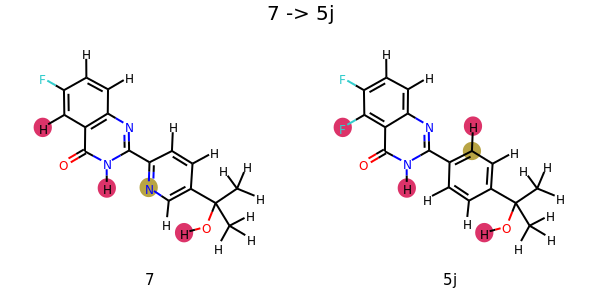 7 -> 5j
H H
F H
H N
O N H H
H N H H
H H
O H
H H
H
H F H
F N
F H H
O N H H
H H H
H H
O H
H H
H
7 5j